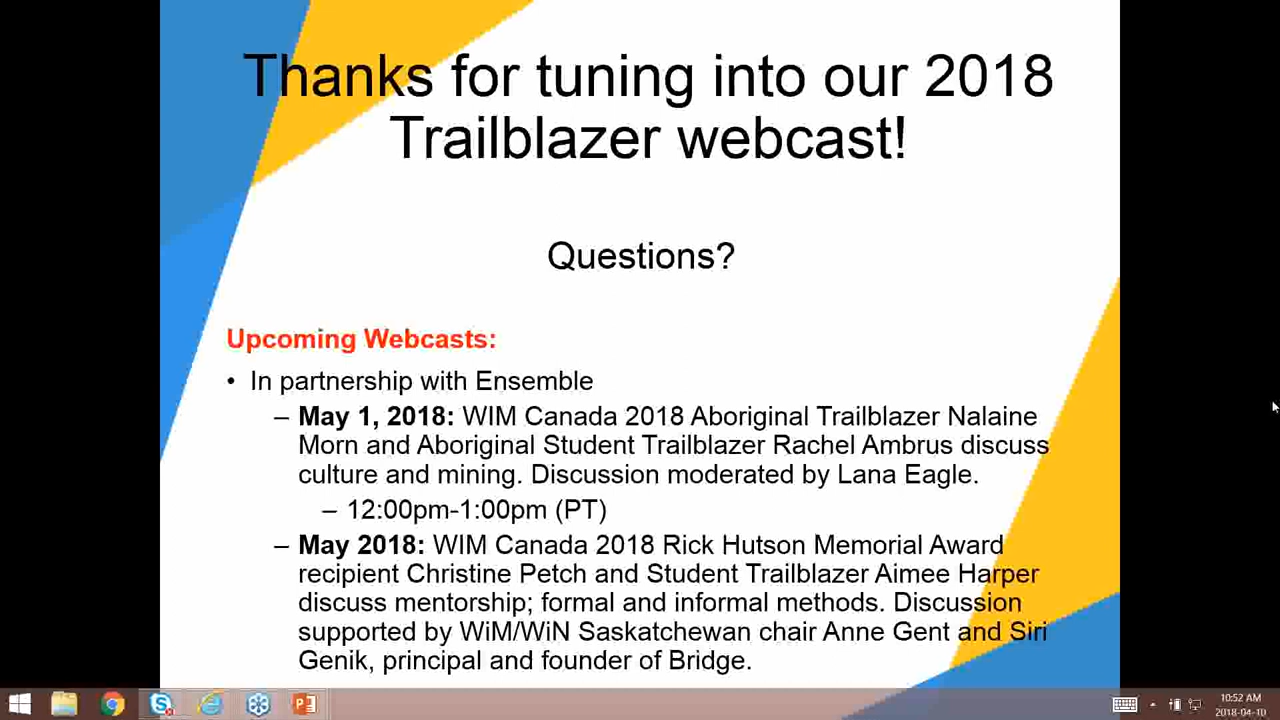 Thanks for tuning into our 2018
Trailblazer webcast!
Questions?
Upcoming Webcasts:
• In partnership with Ensemble
– May 1, 2018: WIM Canada 2018 Aboriginal Trailblazer Nalaine
Morn and Aboriginal Student Trailblazer Rachel Ambrus discuss
culture and mining. Discussion moderated by Lana Eagle.
– 12:00pm-1:00pm (PT)
– May 2018: WIM Canada 2018 Rick Hutson Memorial Award
recipient Christine Petch and Student Trailblazer Aimee Harper
discuss mentorship; formal and informal methods. Discussion
supported by WiM/WiN Saskatchewan chair Anne Gent and Siri
Genik, principal and founder of Bridge.
10:52 AM
2018-04-10